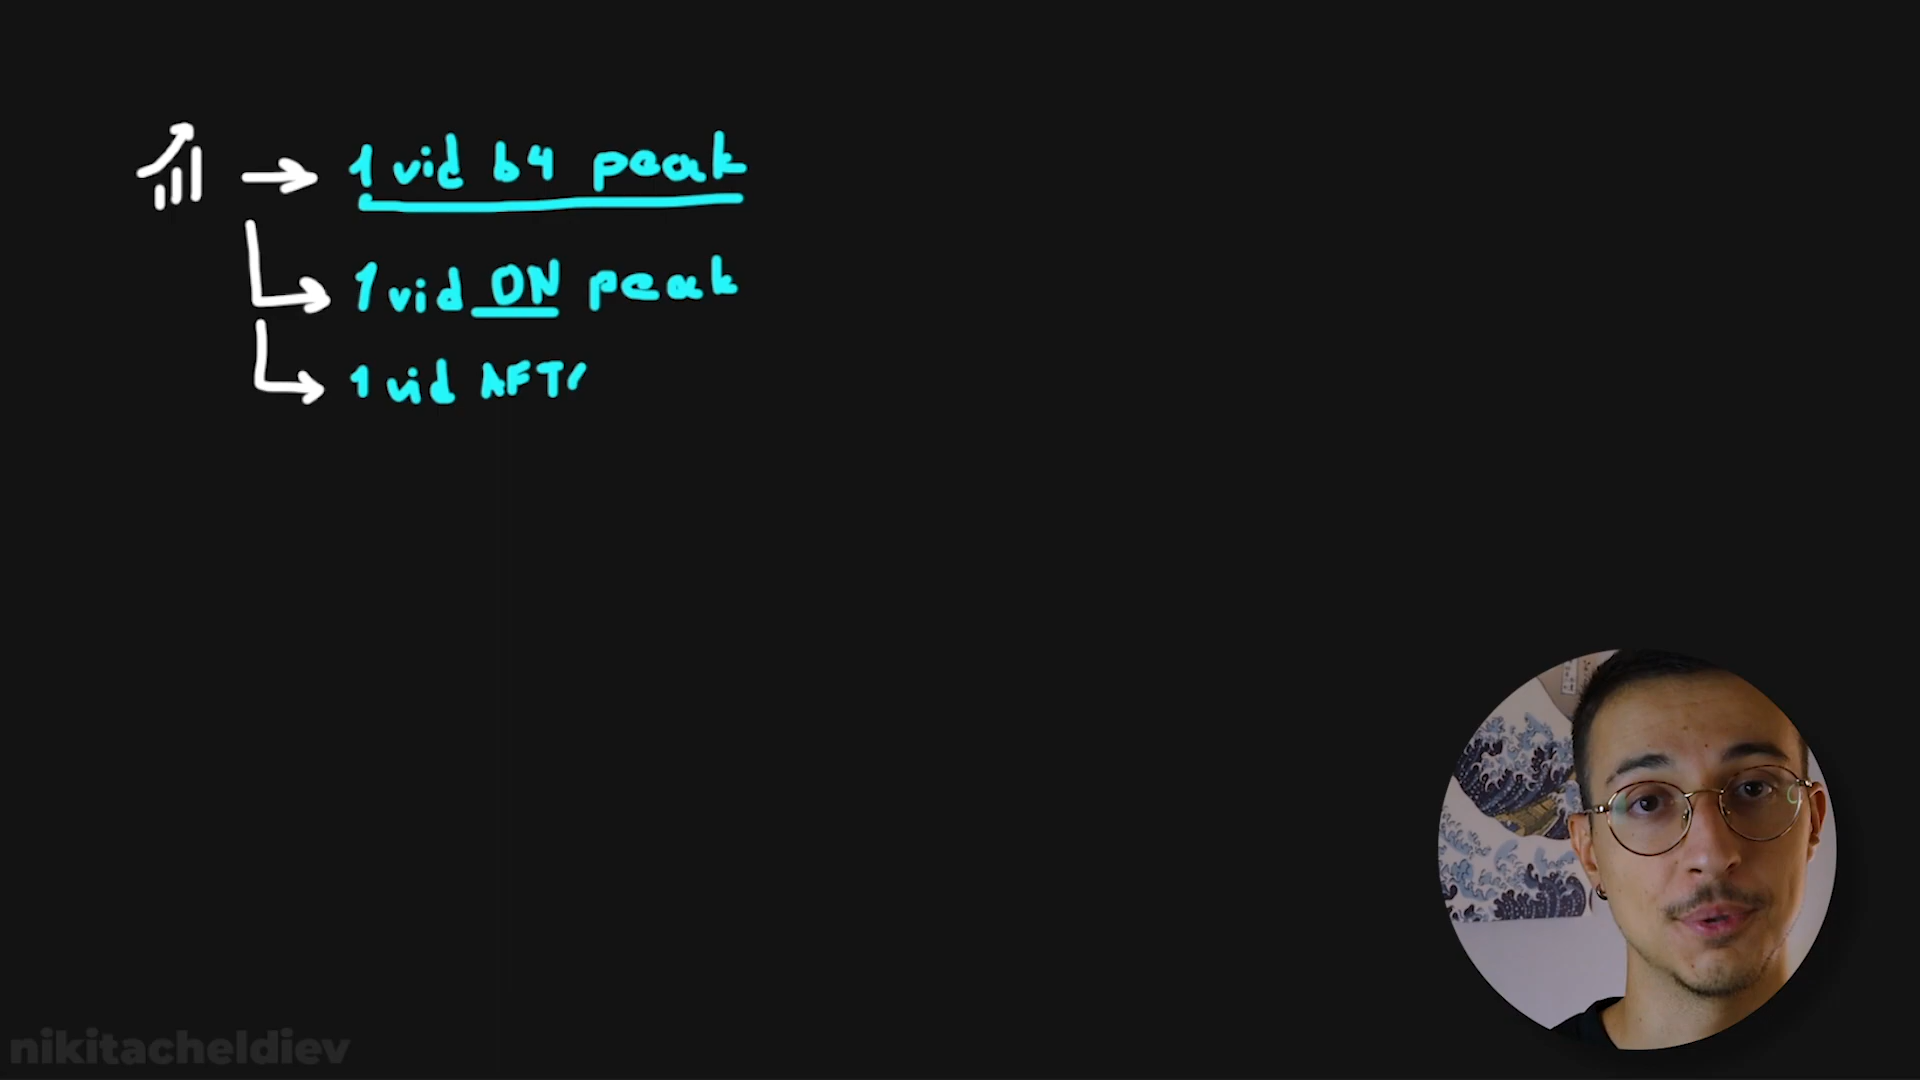 1 vid b4 peak
1 vid ON peak
1 vid AFT
nikitacheldiev